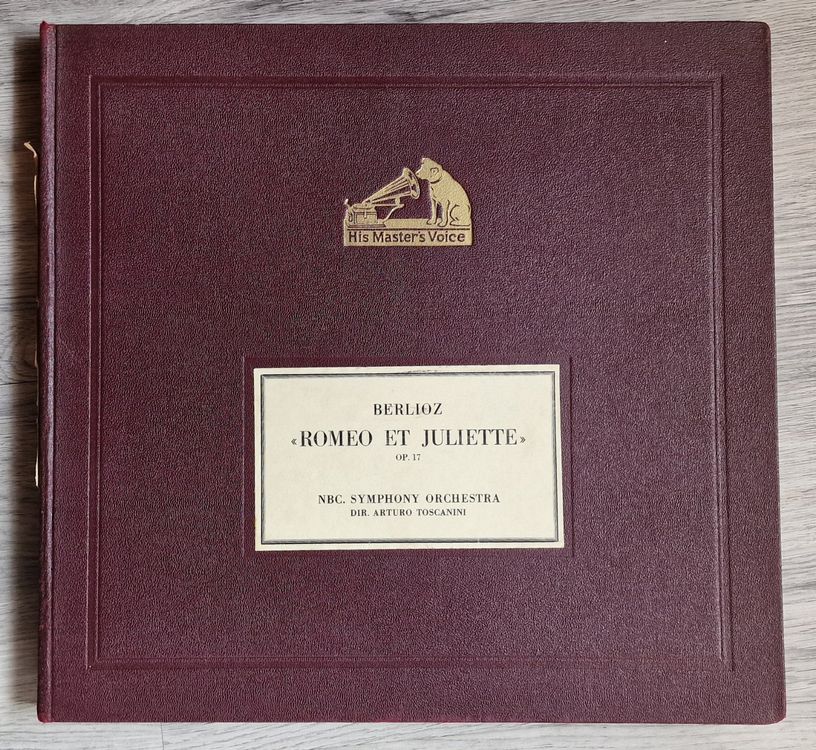 His Master's Voice
BERLIOZ
«ROMEO ET JULIETTE»
OP. 17
NBC. SYMPHONY ORCHESTRA
DIR. ARTURO TOSCANINI